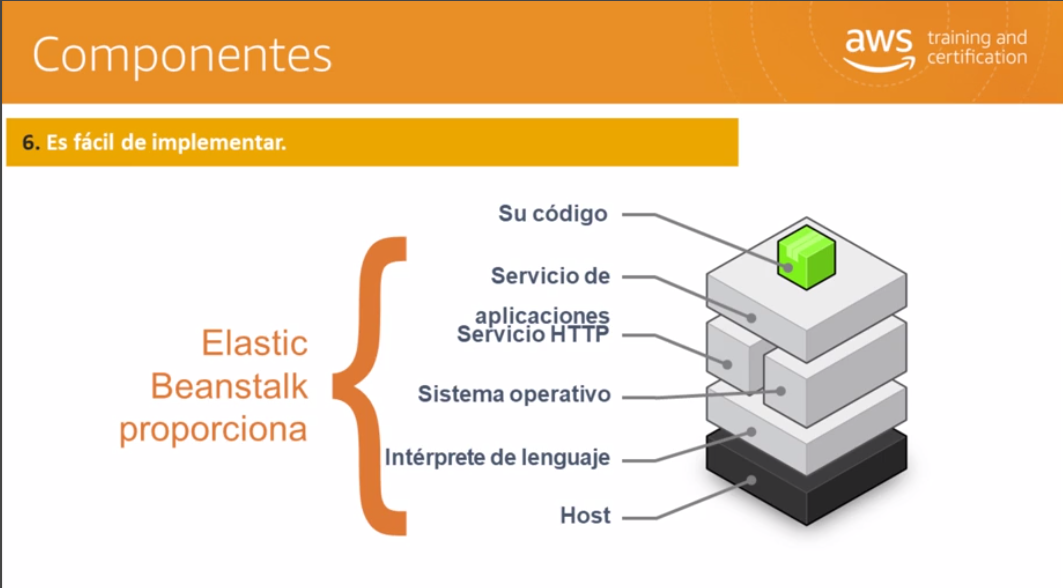 Componentes
aws training and
certification
6. Es fácil de implementar.
Su código
Servicio de
aplicaciones
Servicio HTTP
Elastic
Beanstalk
proporciona
Sistema operativo
Intérprete de lenguaje
Host